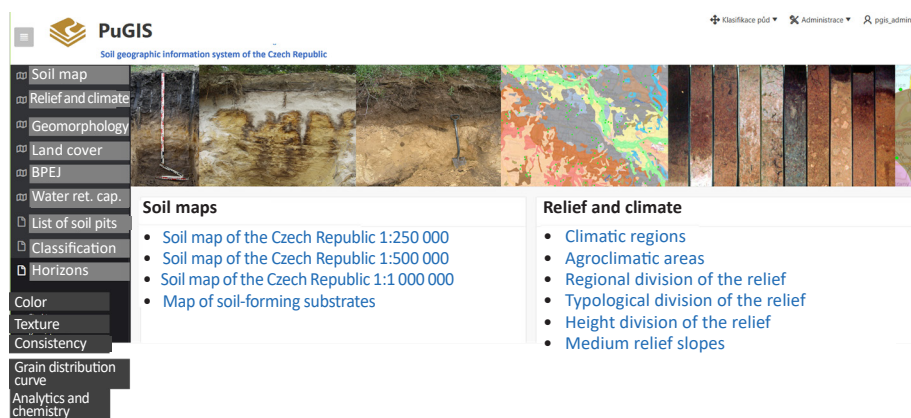 PuGIS
Klasifikace půd ▼ Administrace ▼ pgis_admin
Soil geographic information system of the Czech Republic
Soil map
Relief and climate
Geomorphology
Land cover
BPEJ
Water ret. cap.
List of soil pits
Classification
Horizons
Color
Texture
Consistency
Grain distribution
curve
Analytics and
chemistry
Soil maps
• Soil map of the Czech Republic 1:250 000
• Soil map of the Czech Republic 1:500 000
• Soil map of the Czech Republic 1:1 000 000
• Map of soil-forming substrates
Relief and climate
• Climatic regions
• Agroclimatic areas
• Regional division of the relief
• Typological division of the relief
• Height division of the relief
• Medium relief slopes